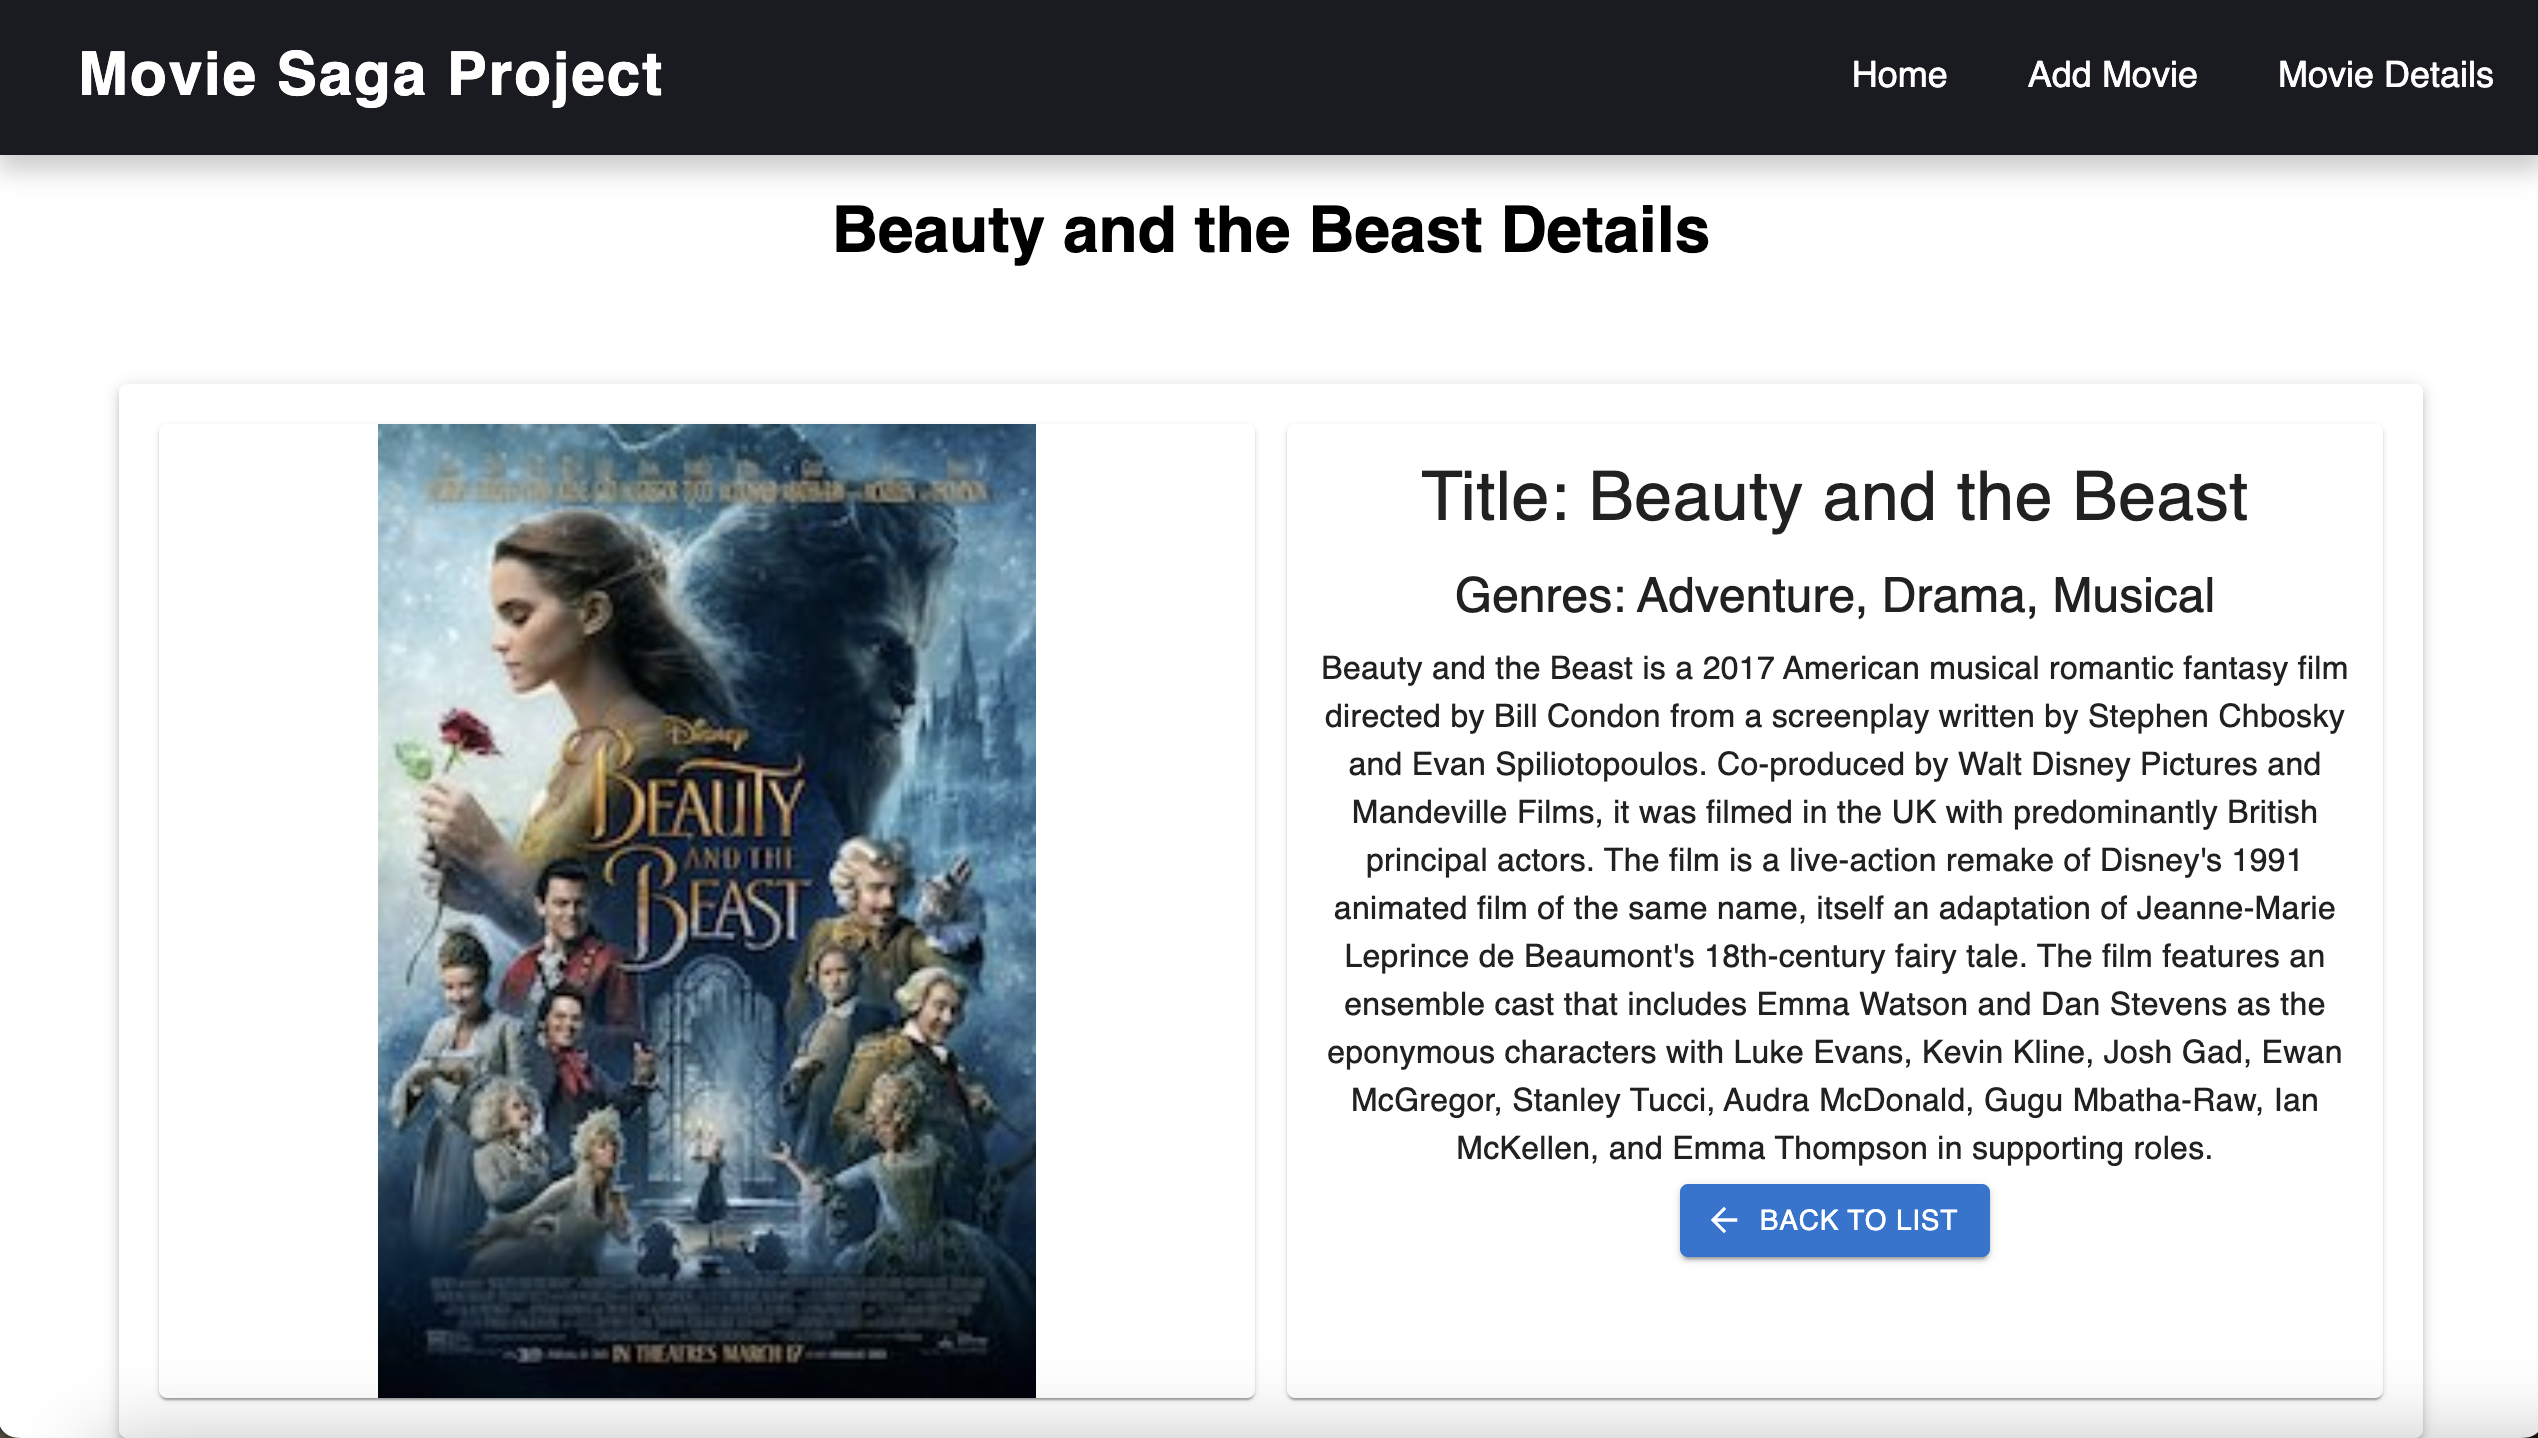 Movie Saga Project
Home
Add Movie
Movie Details
Beauty and the Beast Details
Disney
BEAUTY
AND THE
BEAST
IN THEATRES MARCH 17
Title: Beauty and the Beast
Genres: Adventure, Drama, Musical
Beauty and the Beast is a 2017 American musical romantic fantasy film
directed by Bill Condon from a screenplay written by Stephen Chbosky
and Evan Spiliotopoulos. Co-produced by Walt Disney Pictures and
Mandeville Films, it was filmed in the UK with predominantly British
principal actors. The film is a live-action remake of Disney's 1991
animated film of the same name, itself an adaptation of Jeanne-Marie
Leprince de Beaumont's 18th-century fairy tale. The film features an
ensemble cast that includes Emma Watson and Dan Stevens as the
eponymous characters with Luke Evans, Kevin Kline, Josh Gad, Ewan
McGregor, Stanley Tucci, Audra McDonald, Gugu Mbatha-Raw, Ian
McKellen, and Emma Thompson in supporting roles.
BACK TO LIST